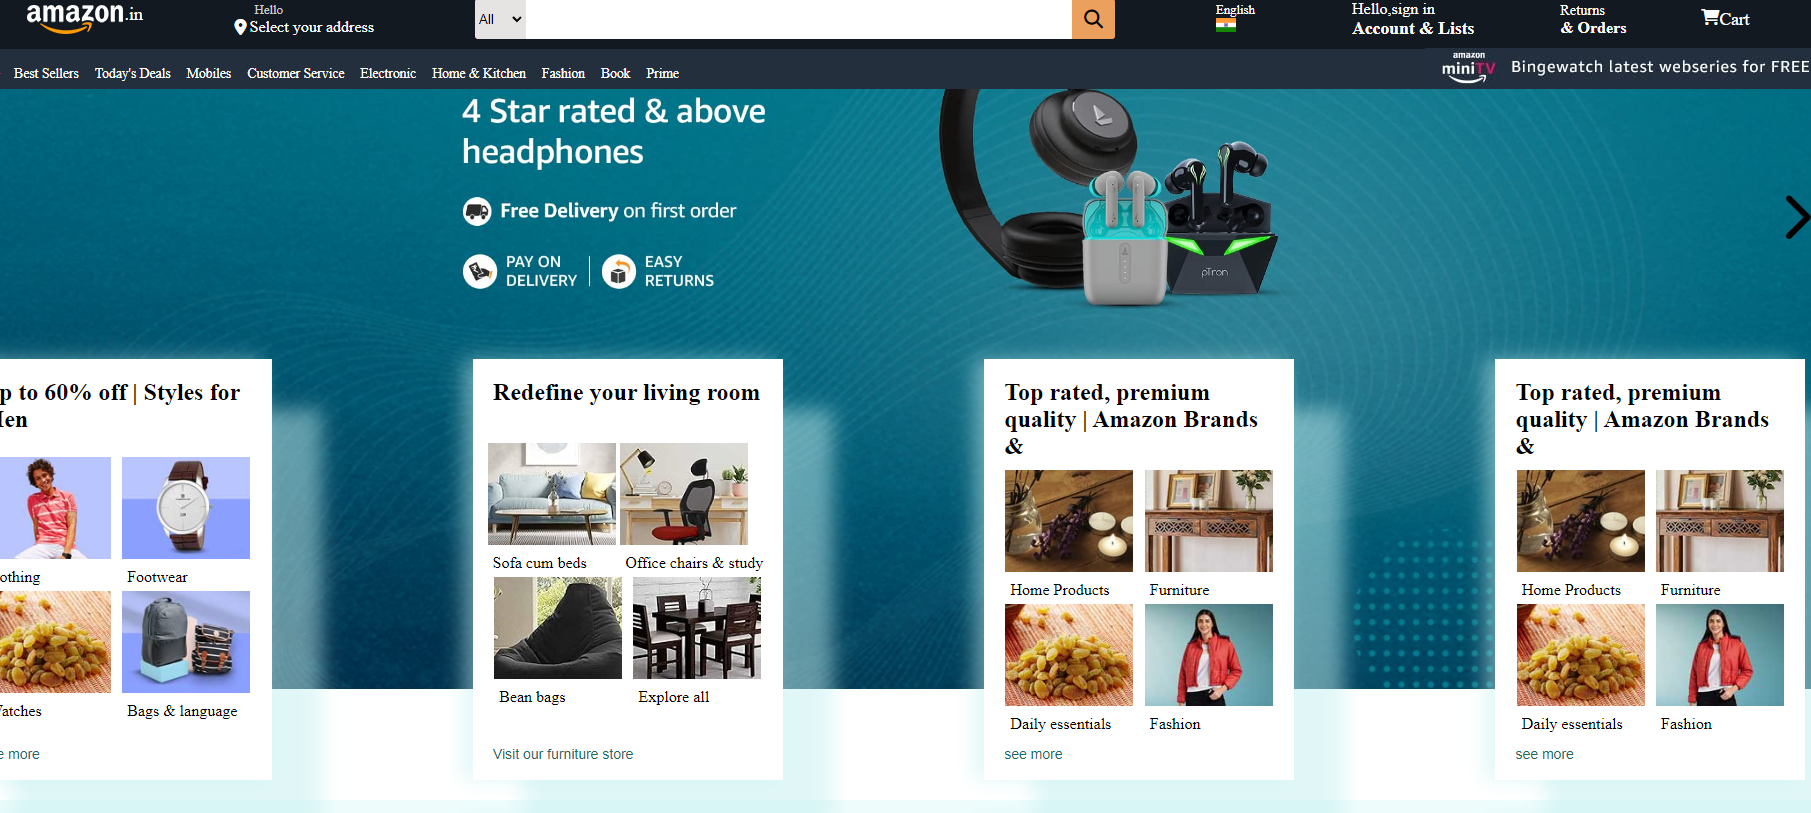 amazon.in
Hello
Select your address
All
English
Hello,sign in
Account & Lists
Returns
& Orders
Cart
Best Sellers Today's Deals Mobiles Customer Service Electronic Home & Kitchen Fashion Book Prime
amazon
miniTV
Bingewatch latest webseries for FREE
4 Star rated & above
headphones
Free Delivery on first order
PAY ON
DELIVERY
EASY
RETURNS
pTron
p to 60% off | Styles for
len
othing
Footwear
atches
Bags & language
e more
Redefine your living room
Sofa cum beds
Office chairs & study
Bean bags
Explore all
Visit our furniture store
Top rated, premium
quality | Amazon Brands
&
Home Products
Furniture
Daily essentials
Fashion
see more
Top rated, premium
quality | Amazon Brands
&
Home Products
Furniture
Daily essentials
Fashion
see more